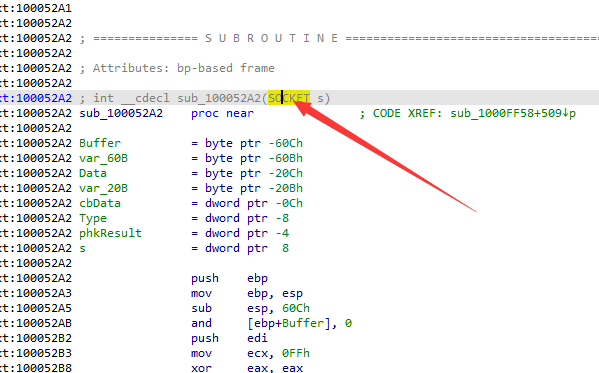 xt:100052A1
xt:100052A2
xt:100052A2 ; =============== S U B R O U T I N E =======================================
xt:100052A2
xt:100052A2 ; Attributes: bp-based frame
xt:100052A2
xt:100052A2 ; int __cdecl sub_100052A2(SOCKET s)
xt:100052A2 sub_100052A2 proc near ; CODE XREF: sub_1000FF58+509↓p
xt:100052A2
xt:100052A2 Buffer = byte ptr -60Ch
xt:100052A2 var_60B = byte ptr -60Bh
xt:100052A2 Data = byte ptr -20Ch
xt:100052A2 var_20B = byte ptr -20Bh
xt:100052A2 cbData = dword ptr -0Ch
xt:100052A2 Type = dword ptr -8
xt:100052A2 phkResult = dword ptr -4
xt:100052A2 s = dword ptr 8
xt:100052A2
xt:100052A2 push ebp
xt:100052A3 mov ebp, esp
xt:100052A5 sub esp, 60Ch
xt:100052AB and [ebp+Buffer], 0
xt:100052B2 push edi
xt:100052B3 mov ecx, 0FFh
xt:100052B8 xor eax, eax